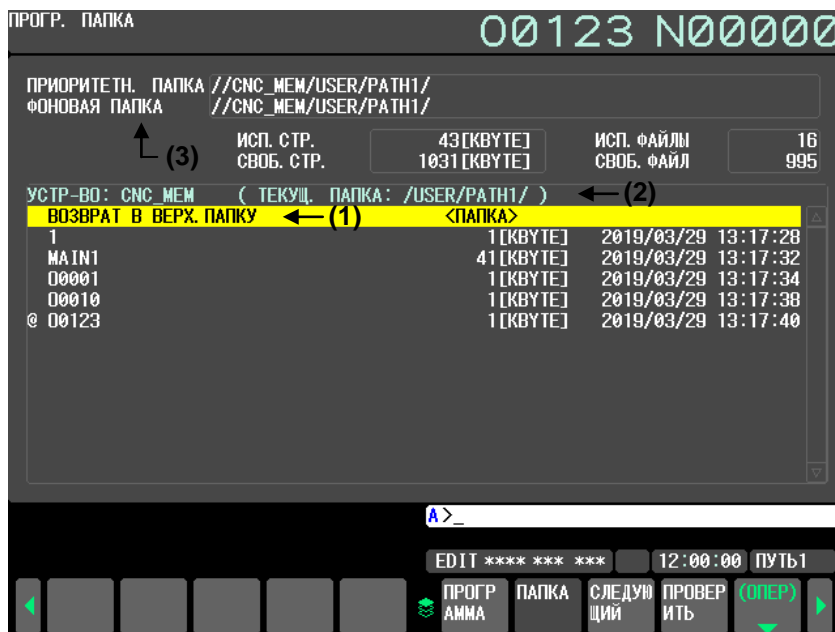 ПРОГР. ПАПКА
O0123 N00000
ПРИОРИТЕТН. ПАПКА //CNC_MEM/USER/PATH1/
ФОНОВАЯ ПАПКА //CNC_MEM/USER/PATH1/
(3)
ИСП. СТР. 43[KBYTE] ИСП. ФАЙЛЫ 16
СВОБ. СТР. 1031[KBYTE] СВОБ. ФАЙЛ 995
УСТР-ВО: CNC_MEM ( ТЕКУЩ. ПАПКА: /USER/PATH1/ ) (2)
ВОЗВРАТ В ВЕРХ.ПАПКУ (1) <ПАПКА>
1 1[KBYTE] 2019/03/29 13:17:28
MAIN1 41[KBYTE] 2019/03/29 13:17:32
O0001 1[KBYTE] 2019/03/29 13:17:34
O0010 1[KBYTE] 2019/03/29 13:17:38
@ O0123 1[KBYTE] 2019/03/29 13:17:40
A >_
EDIT **** *** *** 12:00:00 ПУТЬ1
ПРОГР АММА ПАПКА СЛЕДУЮ ЩИЙ ПРОВЕР ИТЬ (ОПЕР)